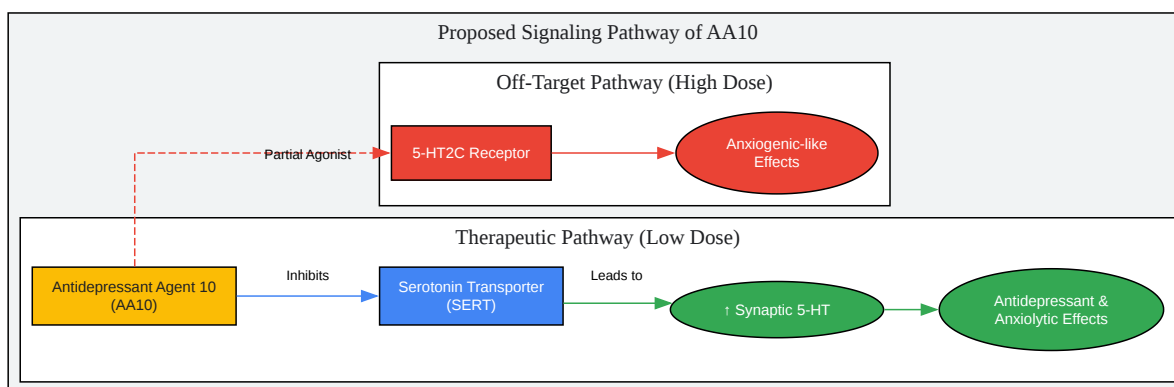 Proposed Signaling Pathway of AA10
Off-Target Pathway (High Dose)
Partial Agonist
5-HT2C Receptor
Anxiogenic-like
Effects
Therapeutic Pathway (Low Dose)
Antidepressant Agent 10
(AA10)
Inhibits
Serotonin Transporter
(SERT)
Leads to
↑ Synaptic 5-HT
Antidepressant &
Anxiolytic Effects